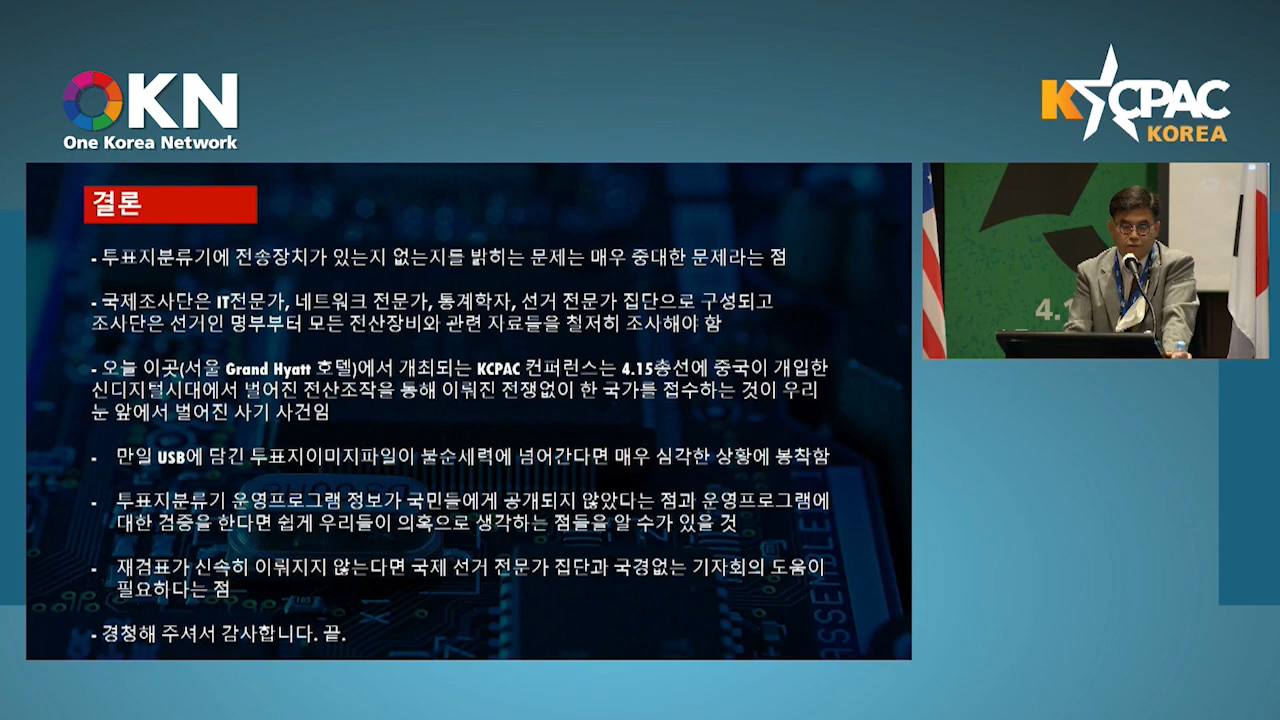 OKN
One Korea Network
KCPAC
KOREA
결론
- 투표지분류기에 전송장치가 있는지 없는지를 밝히는 문제는 매우 중대한 문제라는 점
- 국제조사단은 IT전문가, 네트워크 전문가, 통계학자, 선거 전문가 집단으로 구성되고
조사단은 선거인 명부부터 모든 전산장비와 관련 자료들을 철저히 조사해야 함
- 오늘 이곳(서울 Grand Hyatt 호텔)에서 개최되는 KCPAC 컨퍼런스는 4.15총선에 중국이 개입한
신디지털시대에서 벌어진 전산조작을 통해 이뤄진 전쟁없이 한 국가를 접수하는 것이 우리
눈 앞에서 벌어진 사기 사건임
- 만일 USB에 담긴 투표지이미지파일이 불순세력에 넘어간다면 매우 심각한 상황에 봉착함
- 투표지분류기 운영프로그램 정보가 국민들에게 공개되지 않았다는 점과 운영프로그램에
대한 검증을 한다면 쉽게 우리들이 의혹으로 생각하는 점들을 알 수가 있을 것
- 재검표가 신속히 이뤄지지 않는다면 국제 선거 전문가 집단과 국경없는 기자회의 도움이
필요하다는 점
- 경청해 주셔서 감사합니다. 끝.
ASSEMBLE
X1
4.1